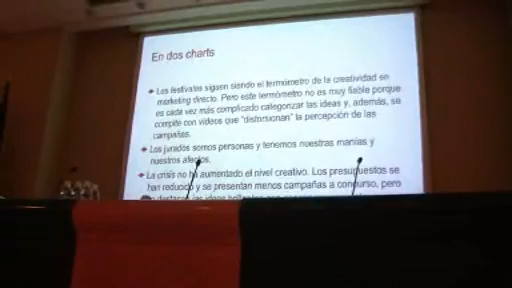 En dos charts
Los festivales siguen siendo el termómetro de la creatividad en
marketing directo. Pero este termómetro no es muy fiable porque
es cada vez más complicado categorizar las ideas y, además, se
compite con vídeos que "distorsionan" la percepción de las
campañas.
Los jurados somos personas y tenemos nuestras manías y
nuestros afectos.
La crisis no ha aumentado el nivel creativo. Los presupuestos se
han reducido y se presentan menos campañas a concurso, pero
las ideas